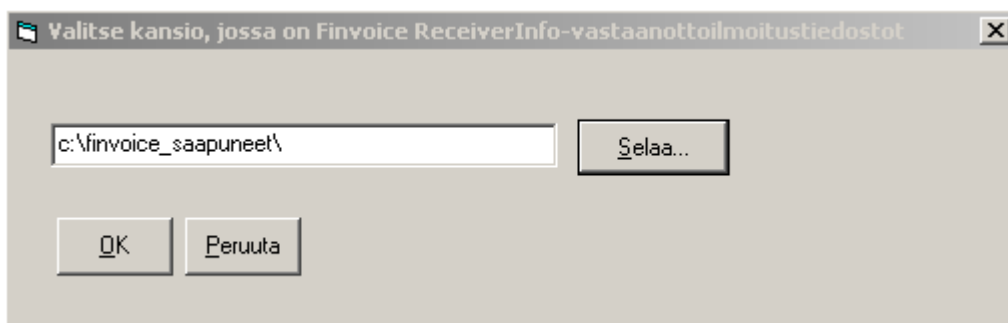 Valitse kansio, jossa on Finvoice ReceiverInfo-vastaanottoilmoitustiedostot
c:\finvoice_saapuneet\
Selaa...
OK
Peruuta